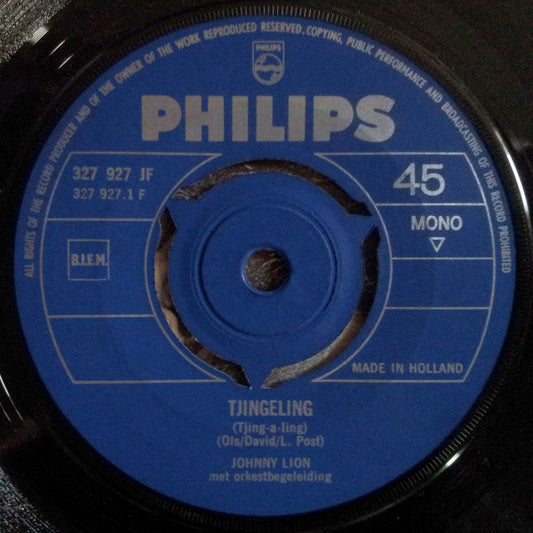 ALL RIGHTS OF THE RECORD PRODUCER AND OF THE OWNER OF THE WORK REPRODUCED RESERVED. COPYING, PUBLIC PERFORMANCE AND BROADCASTING OF THIS RECORD PROHIBITED
PHILIPS
PHILIPS
327 927 JF
327 927.1 F
45
MONO
B.I.E.M.
MADE IN HOLLAND
TJINGELING
(Tjing-a-ling)
(Ols/David/L. Post)
JOHNNY LION
met orkestbegeleiding